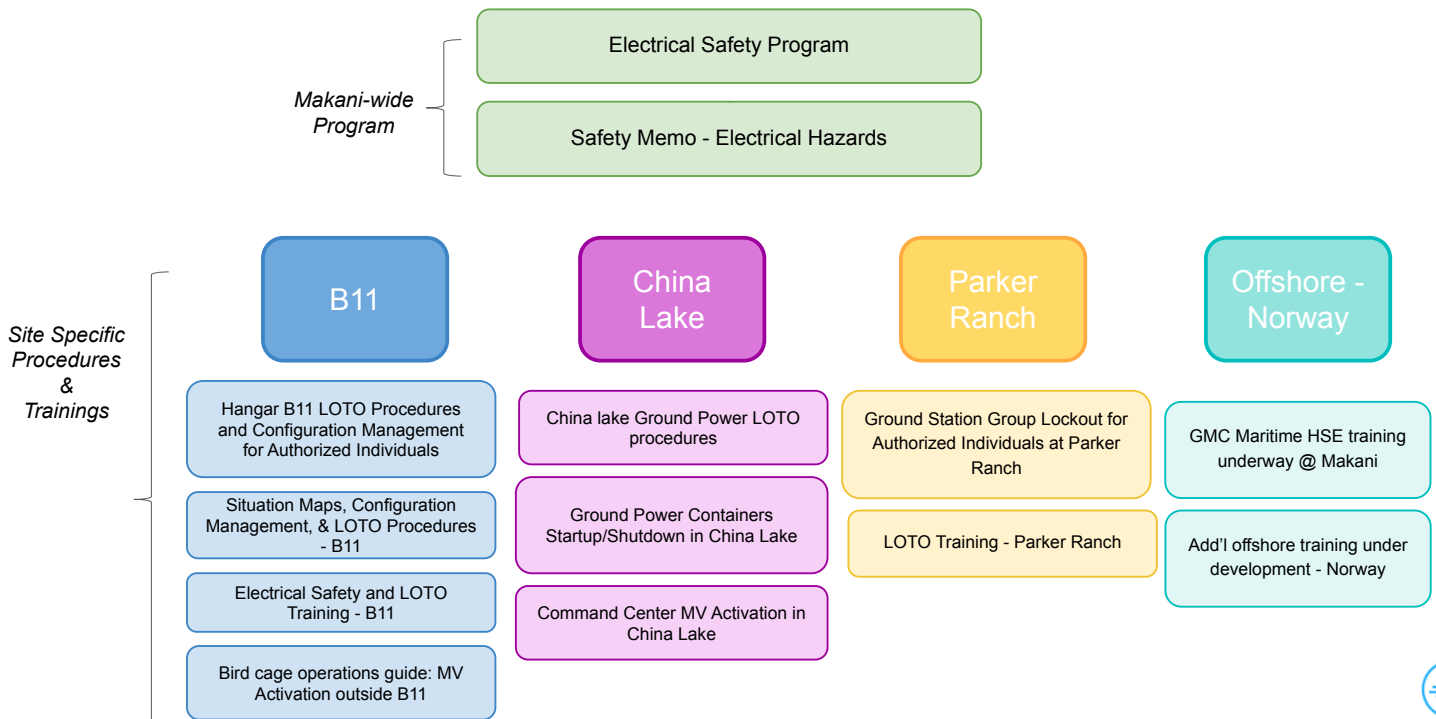 Electrical Safety Program
Makani-wide
Program
Safety Memo - Electrical Hazards
Site Specific
Procedures
&
Trainings
B11
Hangar B11 LOTO Procedures
and Configuration Management
for Authorized Individuals
Situation Maps, Configuration
Management, & LOTO Procedures
- B11
Electrical Safety and LOTO
Training - B11
Bird cage operations guide: MV
Activation outside B11
China
Lake
China lake Ground Power LOTO
procedures
Ground Power Containers
Startup/Shutdown in China Lake
Command Center MV Activation in
China Lake
Parker
Ranch
Ground Station Group Lockout for
Authorized Individuals at Parker
Ranch
LOTO Training - Parker Ranch
Offshore -
Norway
GMC Maritime HSE training
underway @ Makani
Add'l offshore training under
development - Norway